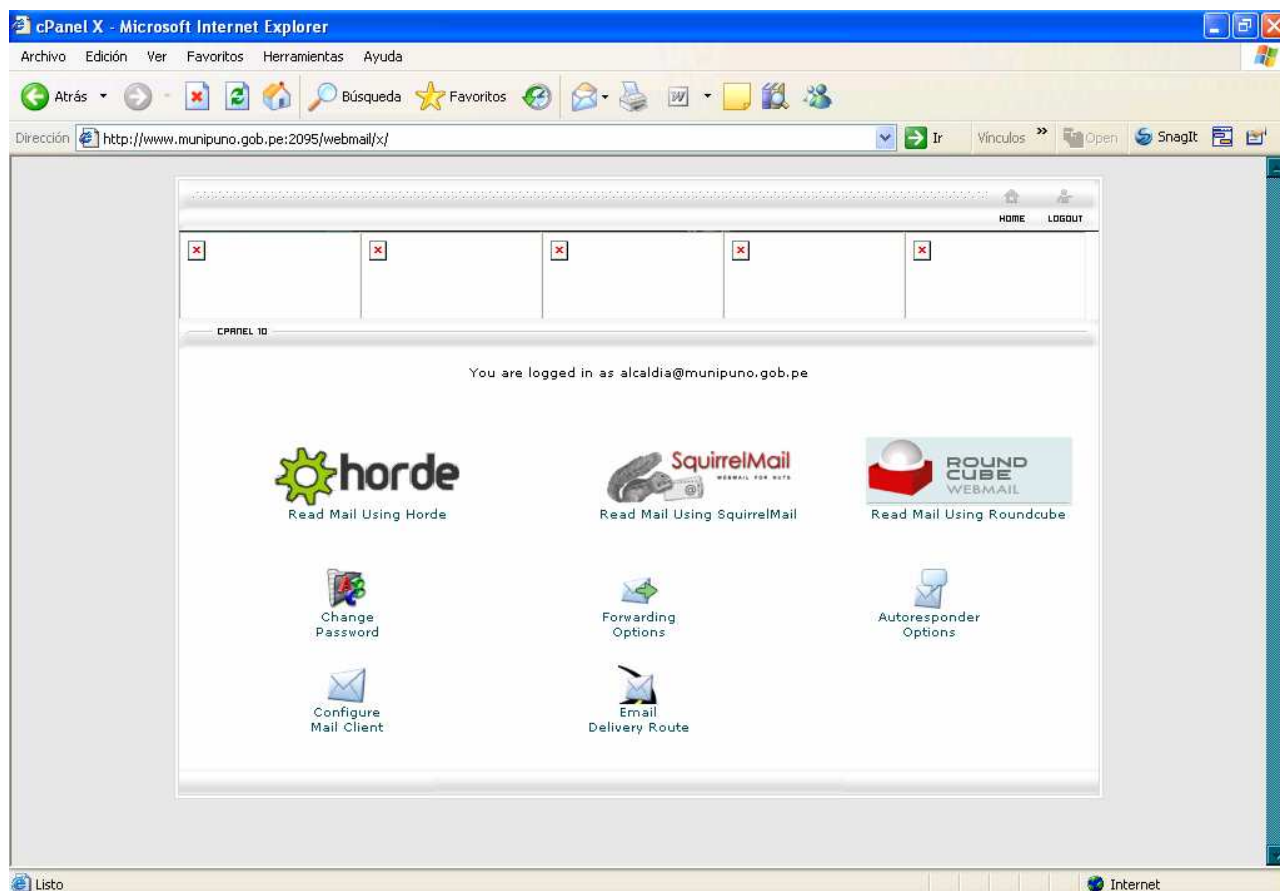 cPanel X - Microsoft Internet Explorer
Archivo Edición Ver Favoritos Herramientas Ayuda
Atrás Búsqueda Favoritos
Dirección http://www.munipuno.gob.pe:2095/webmail/x/ Ir Vínculos » Open SnagIt
HOME LOGOUT
CPANEL 10
You are logged in as alcaldia@munipuno.gob.pe
horde SquirrelMail ROUND
WEBMAIL FOR NUTS CUBE
WEBMAIL
Read Mail Using Horde Read Mail Using SquirrelMail Read Mail Using Roundcube
Change Forwarding Autoresponder
Password Options Options
Configure Email
Mail Client Delivery Route
Listo Internet